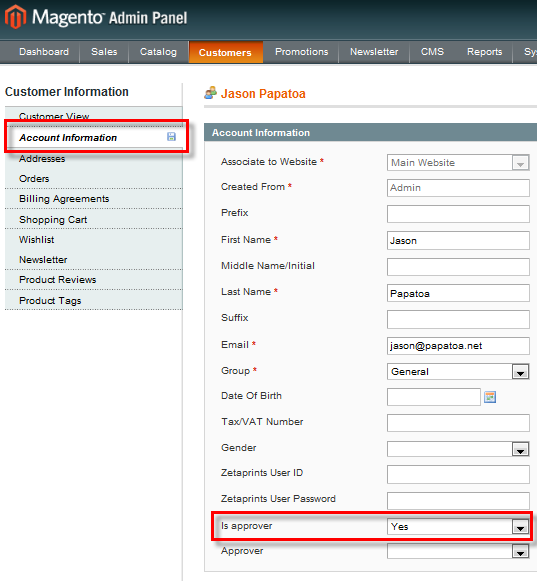 Magento Admin Panel
Dashboard Sales Catalog Customers Promotions Newsletter CMS Reports Sy
Customer Information
Customer View
Account Information
Addresses
Orders
Billing Agreements
Shopping Cart
Wishlist
Newsletter
Product Reviews
Product Tags
Jason Papatoa
Account Information
Associate to Website * Main Website
Created From * Admin
Prefix
First Name * Jason
Middle Name/Initial
Last Name * Papatoa
Suffix
Email * jason@papatoa.net
Group * General
Date Of Birth
Tax/VAT Number
Gender
Zetaprints User ID
Zetaprints User Password
Is approver Yes
Approver